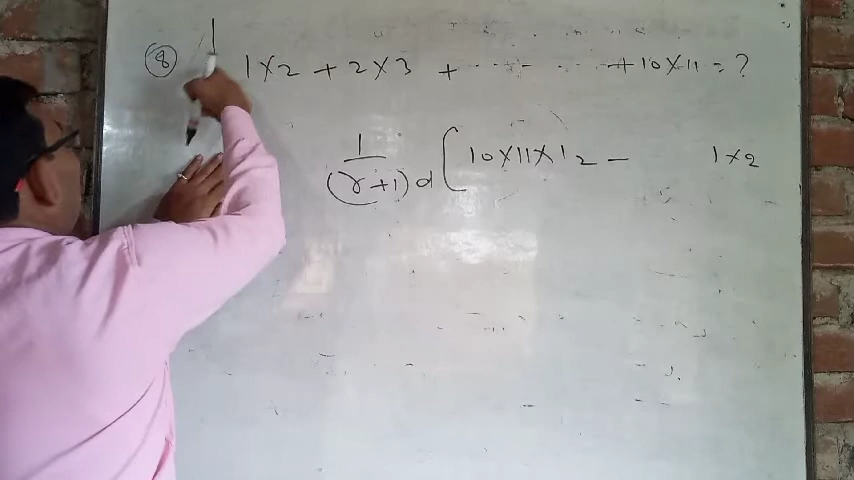 (8) 1×2 + 2×3 + ........ + 10×11 = ?
1/(r+1)d [10×11×12 - 1×2